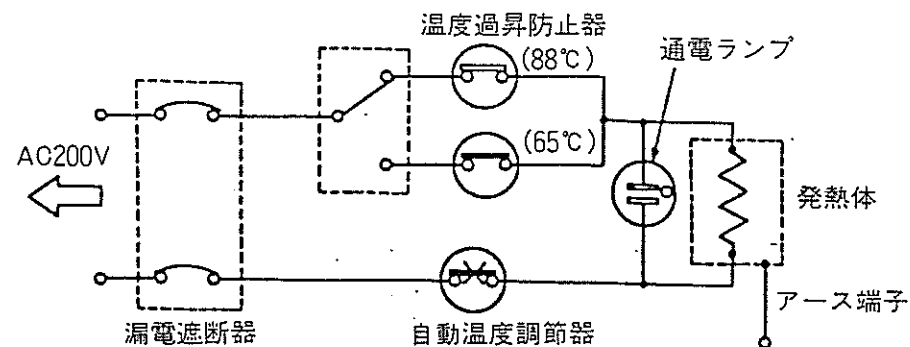 温度過昇防止器
(88℃)
通電ランプ
(65℃)
AC200V
発熱体
アース端子
漏電遮断器
自動温度調節器